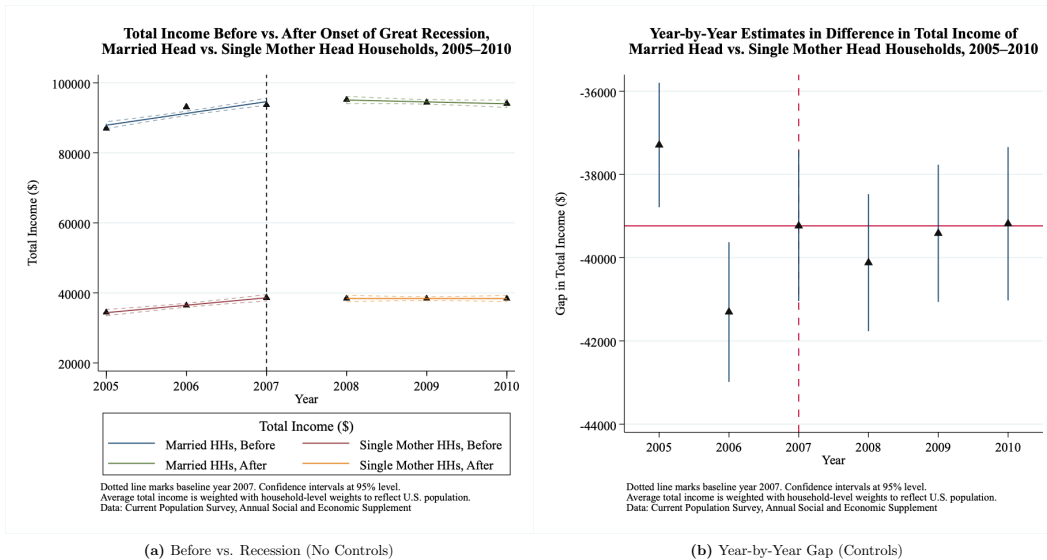 Total Income Before vs. After Onset of Great Recession,
Married Head vs. Single Mother Head Households, 2005–2010
100000
80000
60000
40000
20000
Total Income ($)
2005 2006 2007 2008 2009 2010
Year
Total Income ($)
Married HHs, Before Single Mother HHs, Before
Married HHs, After Single Mother HHs, After
Dotted line marks baseline year 2007. Confidence intervals at 95% level.
Average total income is weighted with household-level weights to reflect U.S. population.
Data: Current Population Survey, Annual Social and Economic Supplement
(a) Before vs. Recession (No Controls)
Year-by-Year Estimates in Difference in Total Income of
Married Head vs. Single Mother Head Households, 2005–2010
-36000
-38000
-40000
-42000
-44000
Gap in Total Income ($)
2005 2006 2007 2008 2009 2010
Year
Dotted line marks baseline year 2007. Confidence intervals at 95% level.
Average total income is weighted with household-level weights to reflect U.S. population.
Data: Current Population Survey, Annual Social and Economic Supplement
(b) Year-by-Year Gap (Controls)